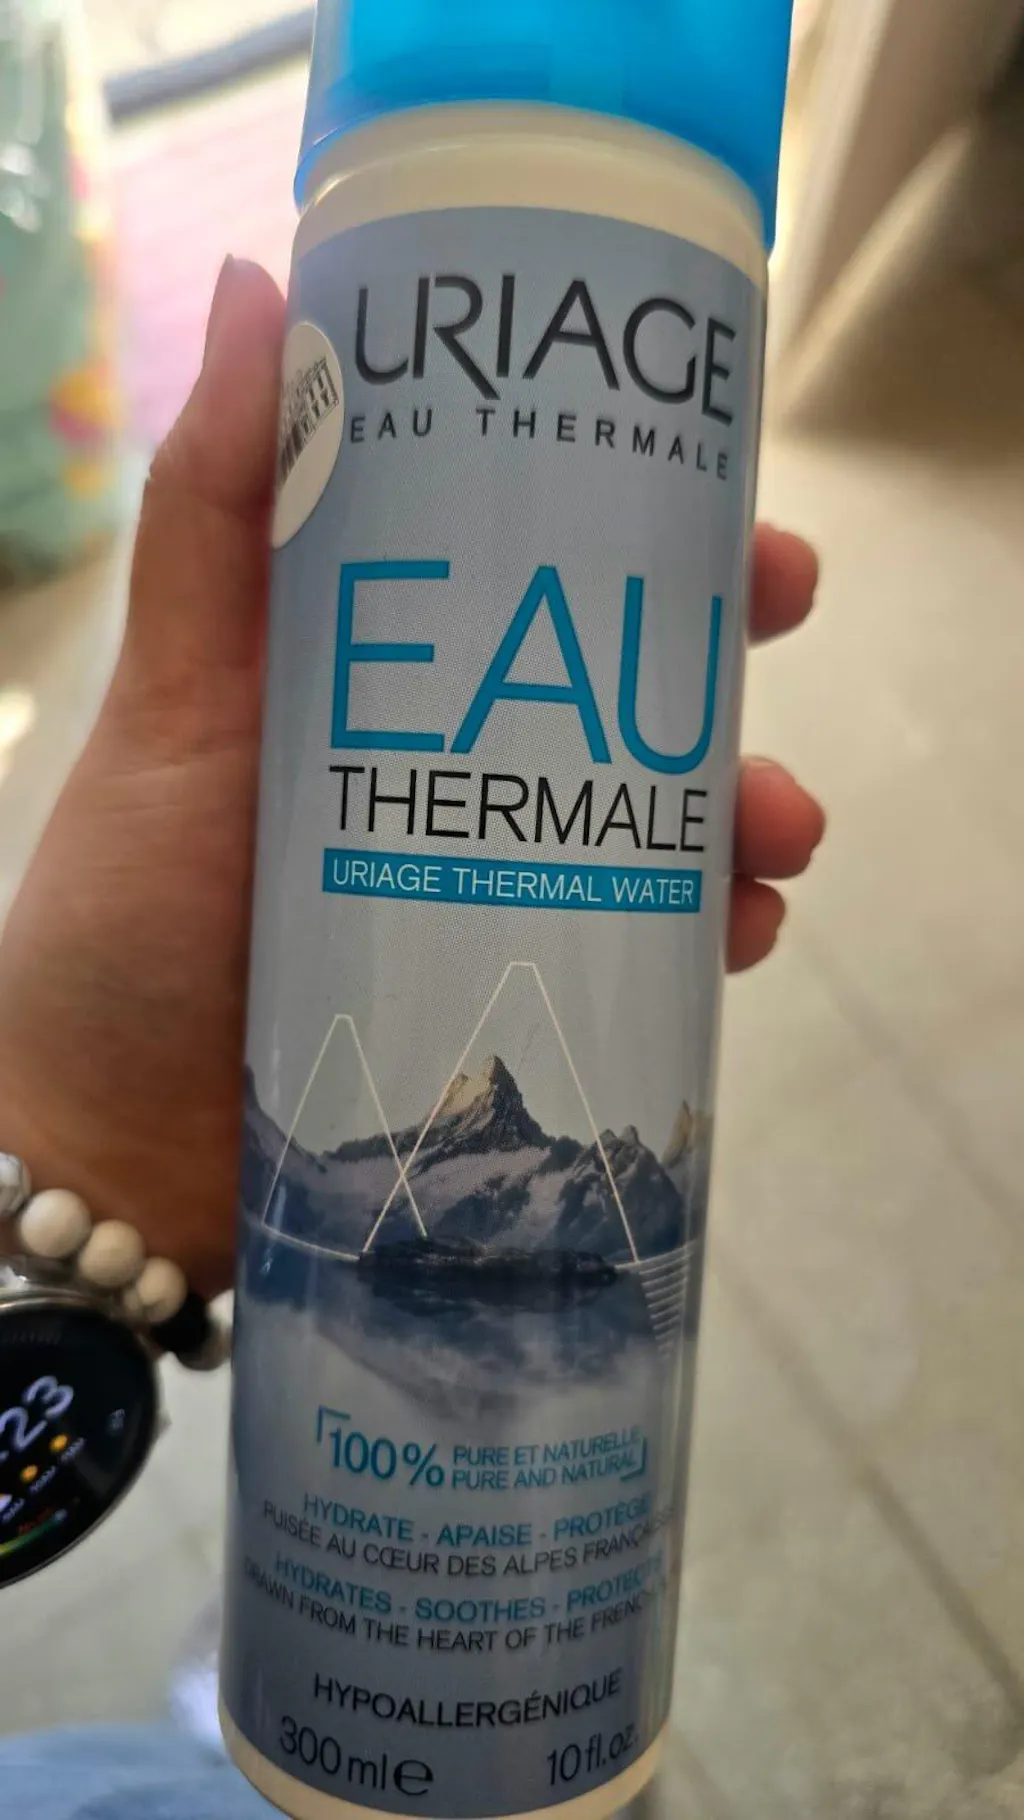 URIAGE
EAU THERMALE
EAU
THERMALE
URIAGE THERMAL WATER
100% PURE ET NATURELLE
PURE AND NATURAL
HYDRATE - APAISE - PROTÈGE
PUISÉE AU CŒUR DES ALPES FRANÇAISES
HYDRATES - SOOTHES - PROTECTS
DRAWN FROM THE HEART OF THE FRENCH
HYPOALLERGÉNIQUE
300 ml e 10 fl.oz.
23